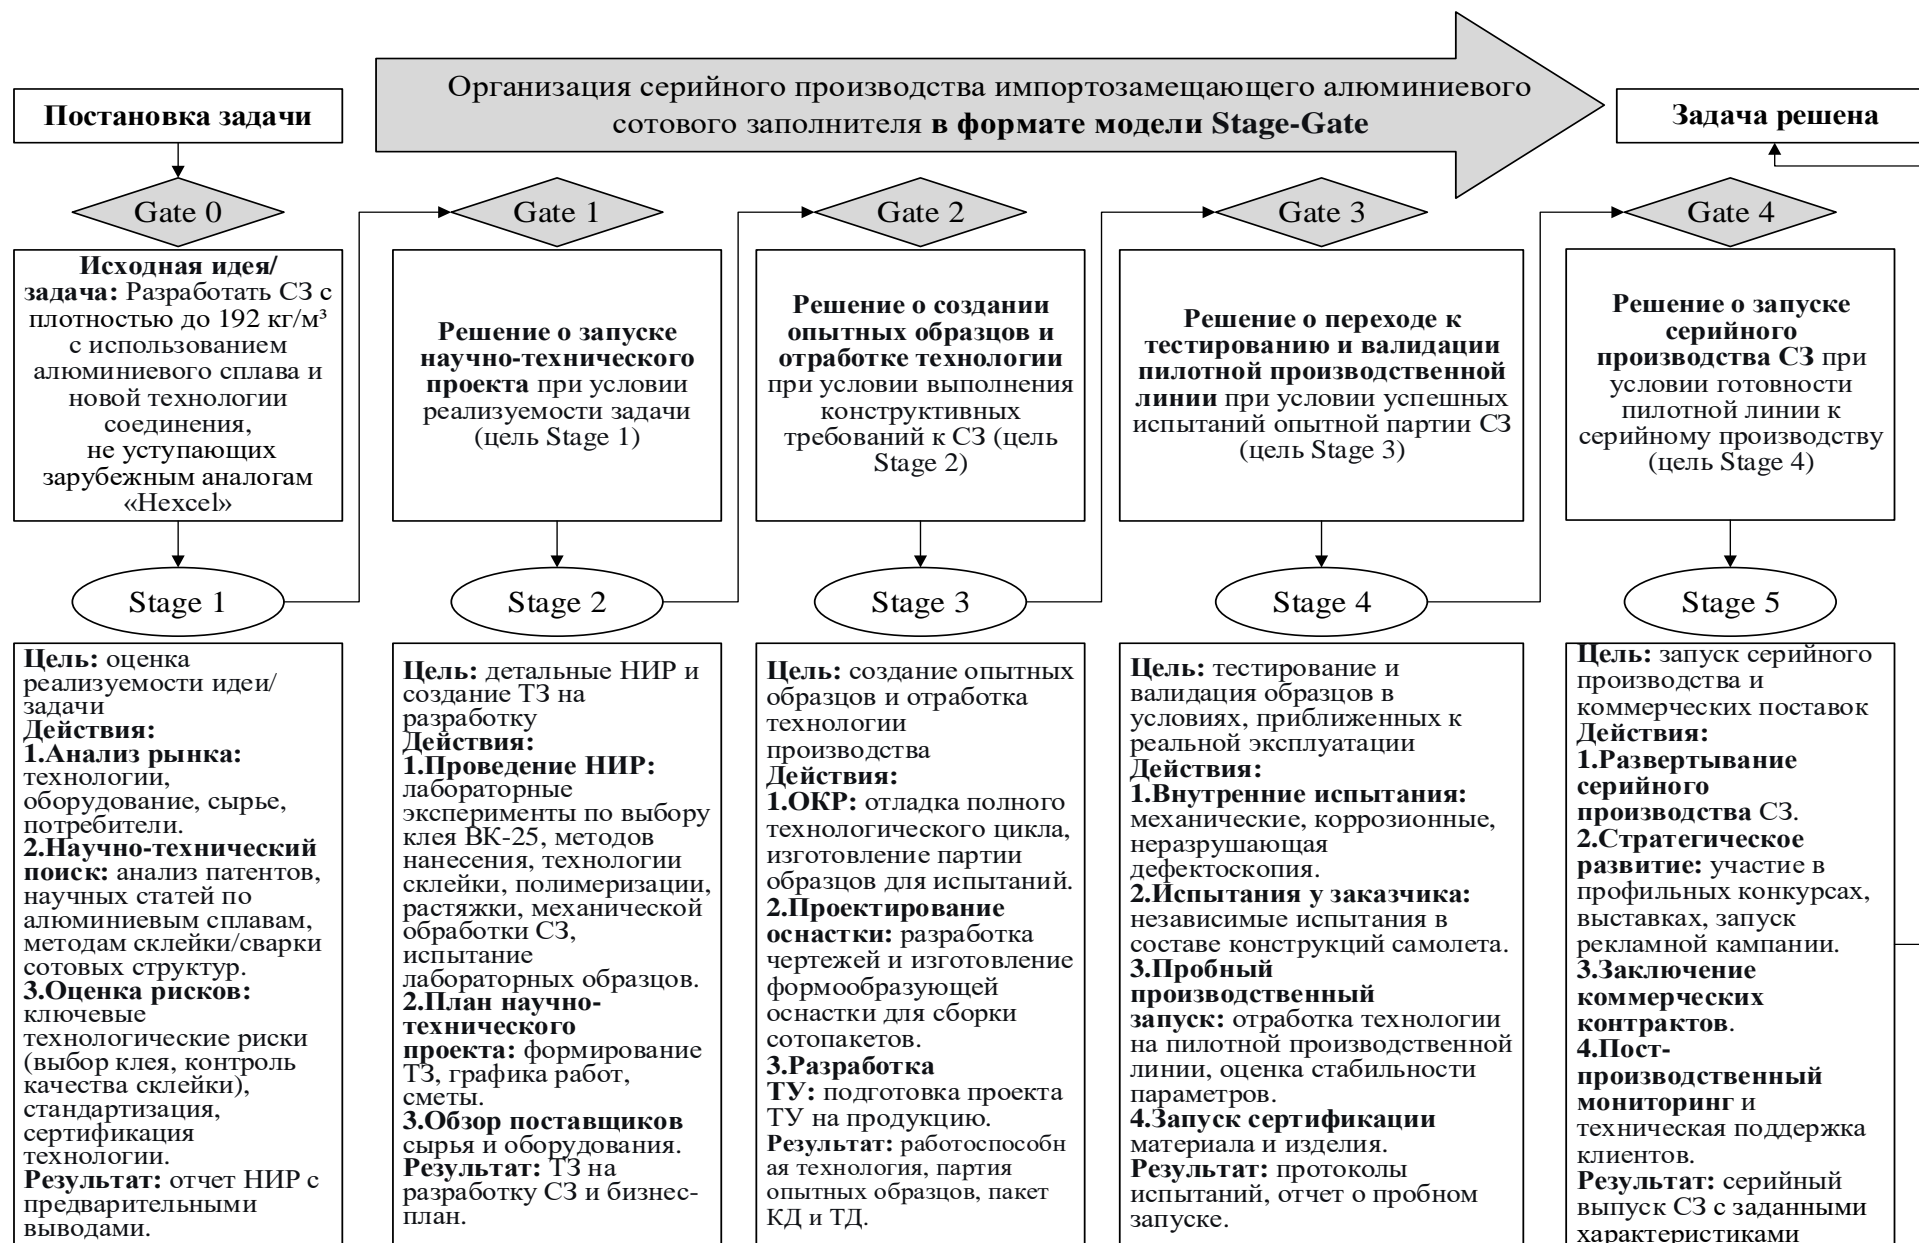 Постановка задачи
Организация серийного производства импортозамещающего алюминиевого
сотового заполнителя в формате модели Stage-Gate
Задача решена
Gate 0
Исходная идея/
задача: Разработать СЗ с
плотностью до 192 кг/м³
с использованием
алюминиевого сплава и
новой технологии
соединения,
не уступающих
зарубежным аналогам
«Hexcel»
Stage 1
Цель: оценка
реализуемости идеи/
задачи
Действия:
1.Анализ рынка:
технологии,
оборудование, сырье,
потребители.
2.Научно-технический
поиск: анализ патентов,
научных статей по
алюминиевым сплавам,
методам склейки/сварки
сотовых структур.
3.Оценка рисков:
ключевые
технологические риски
(выбор клея, контроль
качества склейки),
стандартизация,
сертификация
технологии.
Результат: отчет НИР с
предварительными
выводами.
Gate 1
Решение о запуске
научно-технического
проекта при условии
реализуемости задачи
(цель Stage 1)
Stage 2
Цель: детальные НИР и
создание ТЗ на
разработку
Действия:
1.Проведение НИР:
лабораторные
эксперименты по выбору
клея ВК-25, методов
нанесения, технологии
склейки, полимеризации,
растяжки, механической
обработки СЗ,
испытание
лабораторных образцов.
2.План научно-
технического
проекта: формирование
ТЗ, графика работ,
сметы.
3.Обзор поставщиков
сырья и оборудования.
Результат: ТЗ на
разработку СЗ и бизнес-
план.
Gate 2
Решение о создании
опытных образцов и
отработке технологии
при условии выполнения
конструктивных
требований к СЗ (цель
Stage 2)
Stage 3
Цель: создание опытных
образцов и отработка
технологии
производства
Действия:
1.ОКР: отладка полного
технологического цикла,
изготовление партии
образцов для испытаний.
2.Проектирование
оснастки: разработка
чертежей и изготовление
формообразующей
оснастки для сборки
сотопакетов.
3.Разработка
ТУ: подготовка проекта
ТУ на продукцию.
Результат: работоспособн
ая технология, партия
опытных образцов, пакет
КД и ТД.
Gate 3
Решение о переходе к
тестированию и валидации
пилотной производственной
линии при условии успешных
испытаний опытной партии СЗ
(цель Stage 3)
Stage 4
Цель: тестирование и
валидация образцов в
условиях, приближенных к
реальной эксплуатации
Действия:
1.Внутренние испытания:
механические, коррозионные,
неразрушающая
дефектоскопия.
2.Испытания у заказчика:
независимые испытания в
составе конструкций самолета.
3.Пробный
производственный
запуск: отработка технологии
на пилотной производственной
линии, оценка стабильности
параметров.
4.Запуск сертификации
материала и изделия.
Результат: протоколы
испытаний, отчет о пробном
запуске.
Gate 4
Решение о запуске
серийного
производства СЗ при
условии готовности
пилотной линии к
серийному производству
(цель Stage 4)
Stage 5
Цель: запуск серийного
производства и
коммерческих поставок
Действия:
1.Развертывание
серийного
производства СЗ.
2.Стратегическое
развитие: участие в
профильных конкурсах,
выставках, запуск
рекламной кампании.
3.Заключение
коммерческих
контрактов.
4.Пост-
производственный
мониторинг и
техническая поддержк
клиентов.
Результат: серийный
выпуск СЗ с заданными
характеристиками